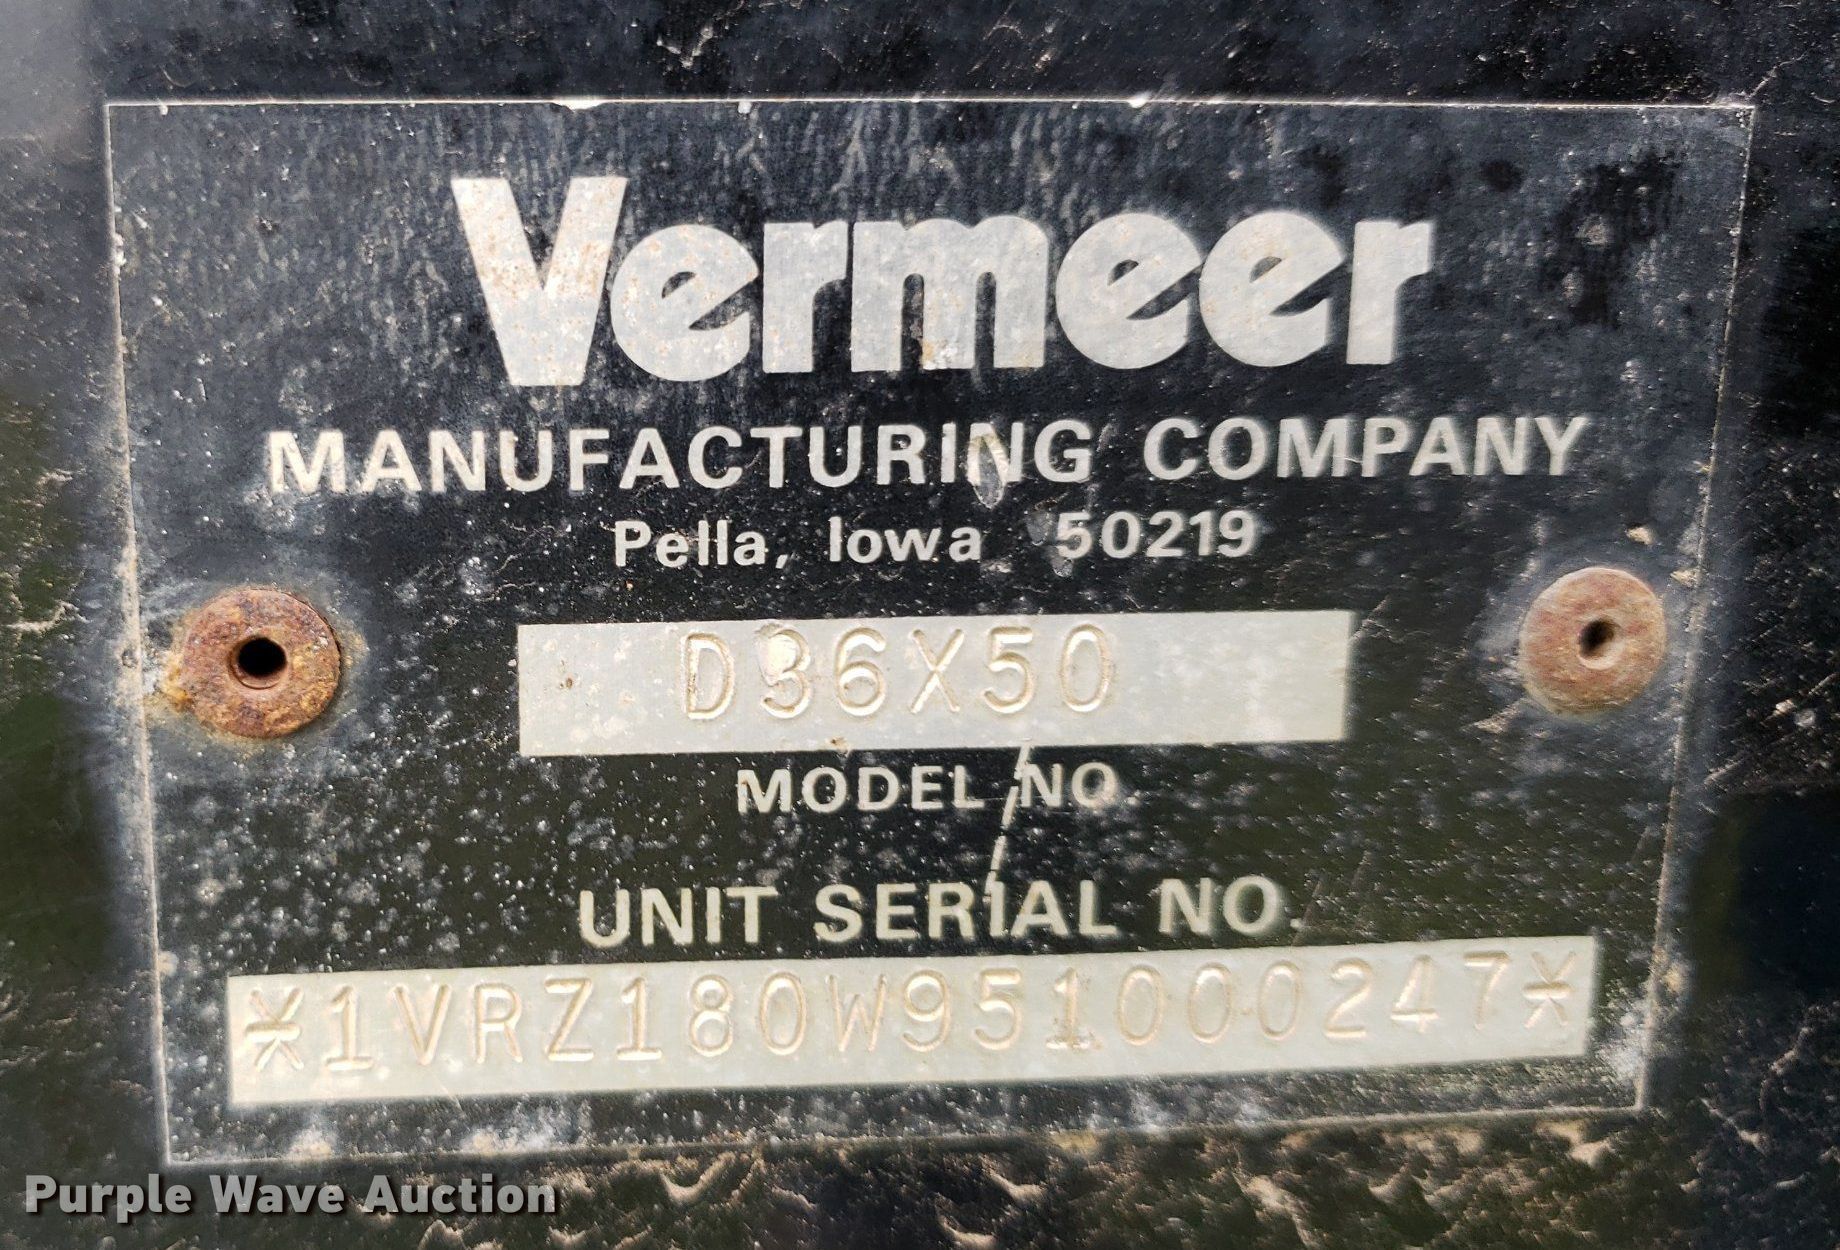 Vermeer
MANUFACTURING COMPANY
Pella, Iowa 50219
D36X50
MODEL NO.
UNIT SERIAL NO.
*1VRZ180W951000247*
Purple Wave Auction